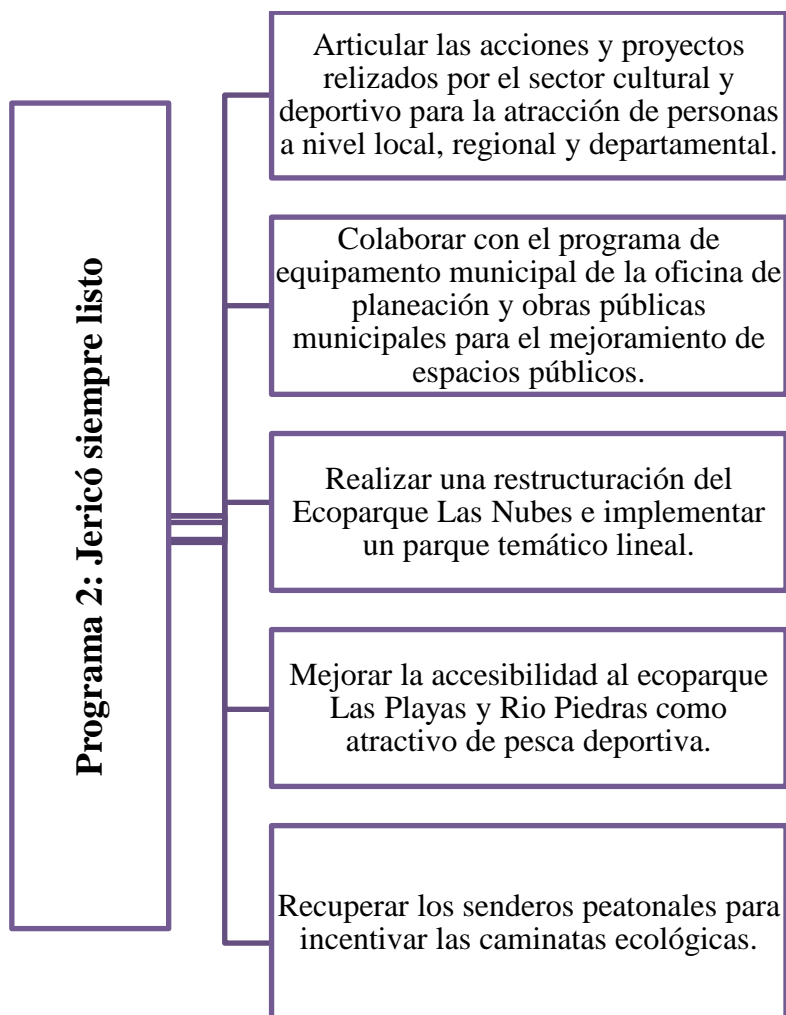 Programa 2: Jericó siempre listo
Articular las acciones y proyectos
relizados por el sector cultural y
deportivo para la atracción de personas
a nivel local, regional y departamental.
Colaborar con el programa de
equipamento municipal de la oficina de
planeación y obras públicas
municipales para el mejoramiento de
espacios públicos.
Realizar una restructuración del
Ecoparque Las Nubes e implementar
un parque temático lineal.
Mejorar la accesibilidad al ecoparque
Las Playas y Rio Piedras como
atractivo de pesca deportiva.
Recuperar los senderos peatonales para
incentivar las caminatas ecológicas.